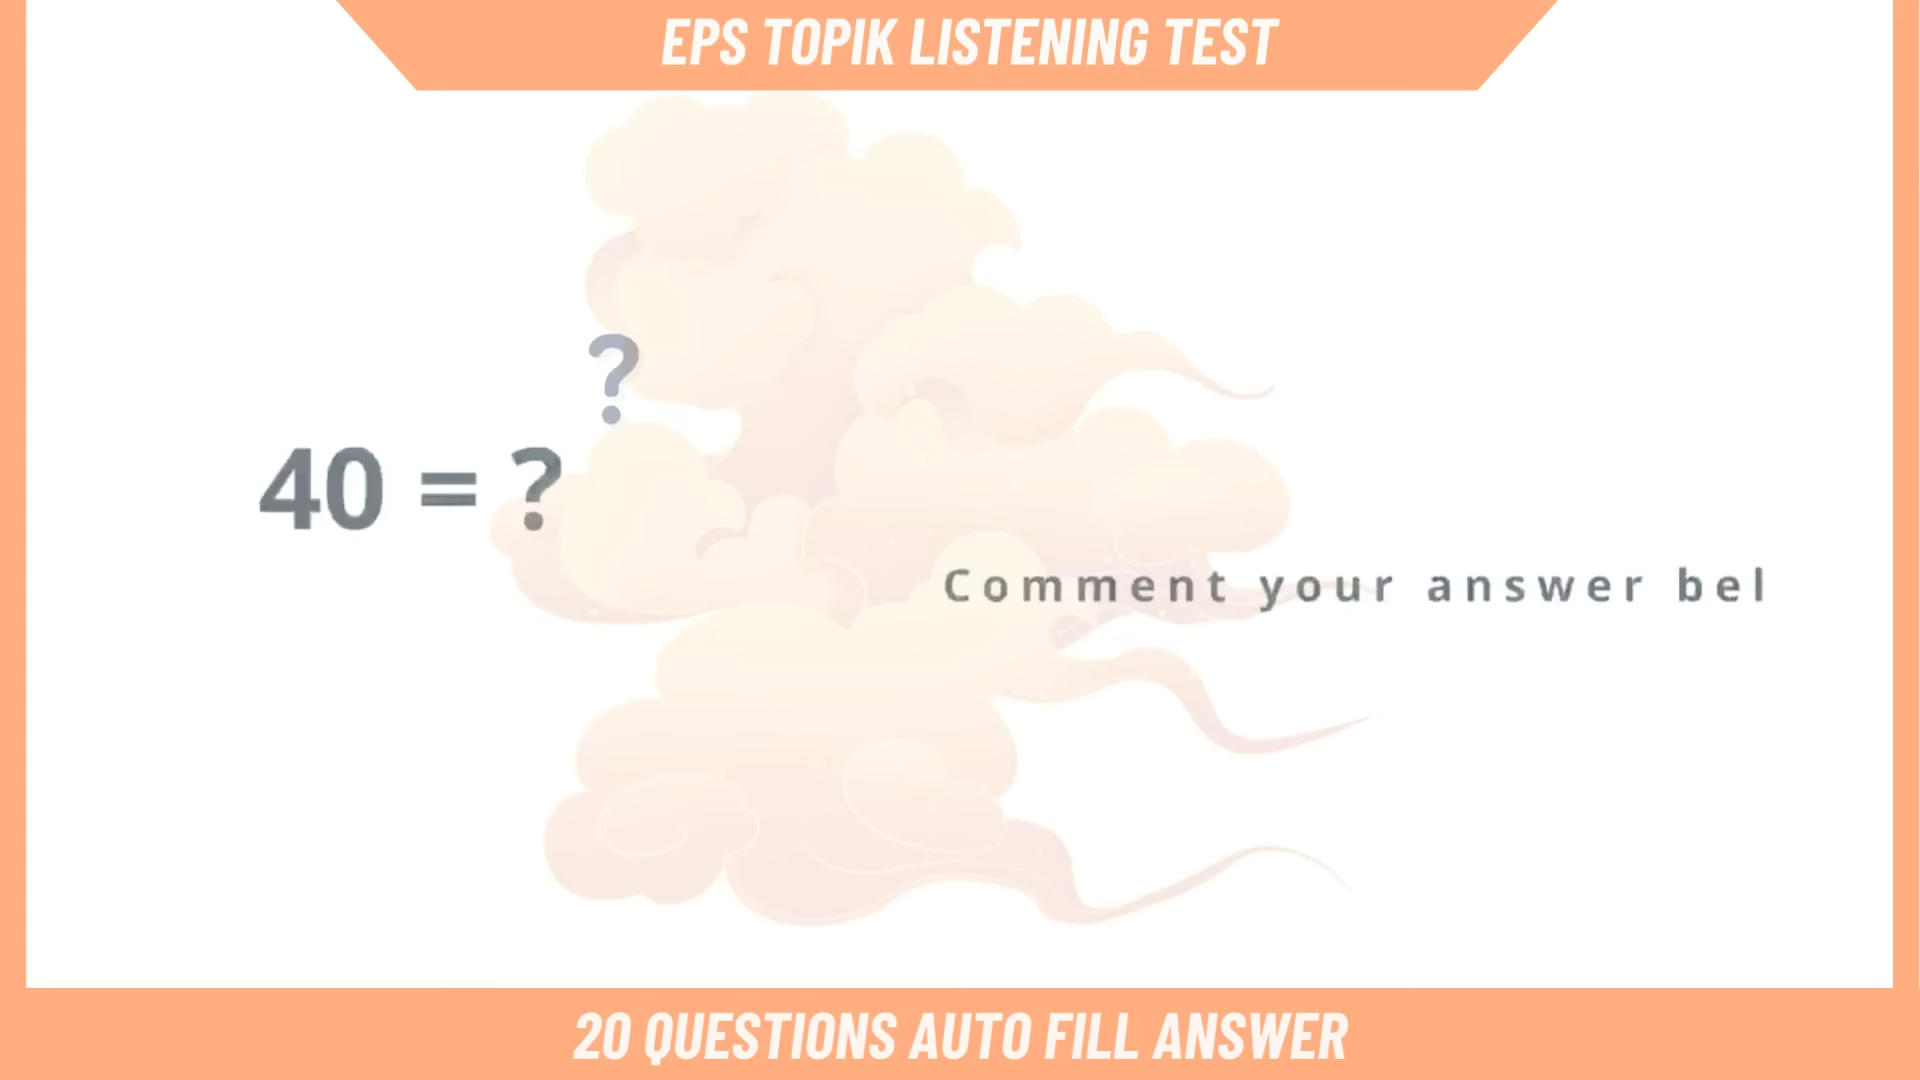 EPS TOPIK LISTENING TEST
?
40 = ?
Comment your answer bel
20 QUESTIONS AUTO FILL ANSWER